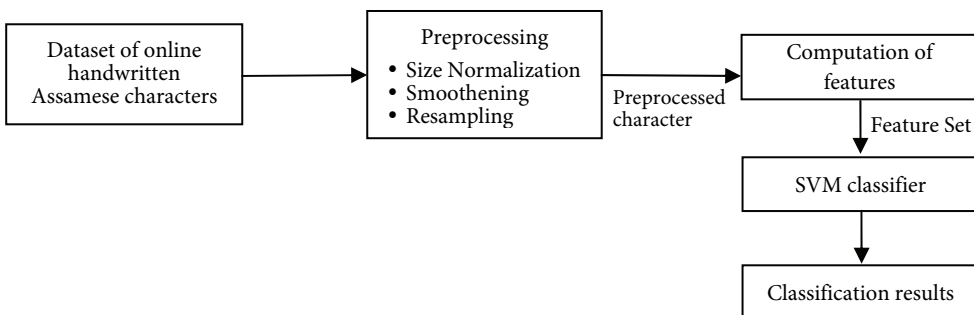 Dataset of online
handwritten
Assamese characters
Preprocessing
• Size Normalization
• Smoothening
• Resampling
Preprocessed
character
Computation of
features
Feature Set
SVM classifier
Classification results